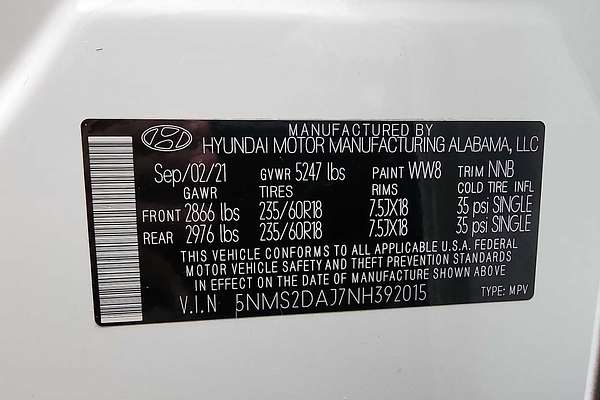 MANUFACTURED BY
HYUNDAI MOTOR MANUFACTURING ALABAMA, LLC
Sep/02/21 GVWR 5247 lbs PAINT WW8 TRIM NNB
GAWR TIRES RIMS COLD TIRE INFL
FRONT 2866 lbs 235/60R18 7.5JX18 35 psi SINGLE
REAR 2976 lbs 235/60R18 7.5JX18 35 psi SINGLE
THIS VEHICLE CONFORMS TO ALL APPLICABLE U.S.A. FEDERAL
MOTOR VEHICLE SAFETY AND THEFT PREVENTION STANDARDS
IN EFFECT ON THE DATE OF MANUFACTURE SHOWN ABOVE
V.I.N 5NMS2DAJ7NH392015 TYPE: MPV